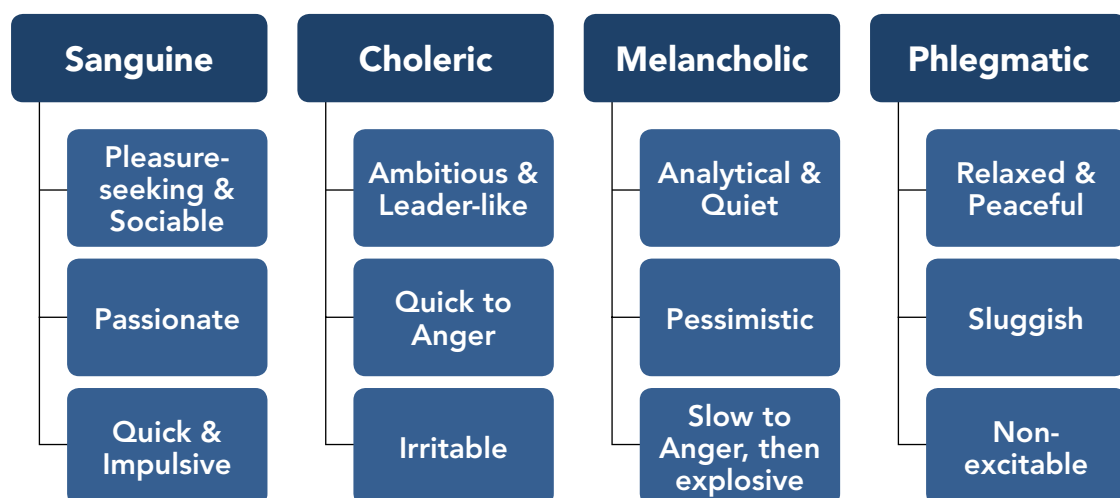 Sanguine
Pleasure-
seeking &
Sociable
Passionate
Quick &
Impulsive
Choleric
Ambitious &
Leader-like
Quick to
Anger
Irritable
Melancholic
Analytical &
Quiet
Pessimistic
Slow to
Anger, then
explosive
Phlegmatic
Relaxed &
Peaceful
Sluggish
Non-
excitable